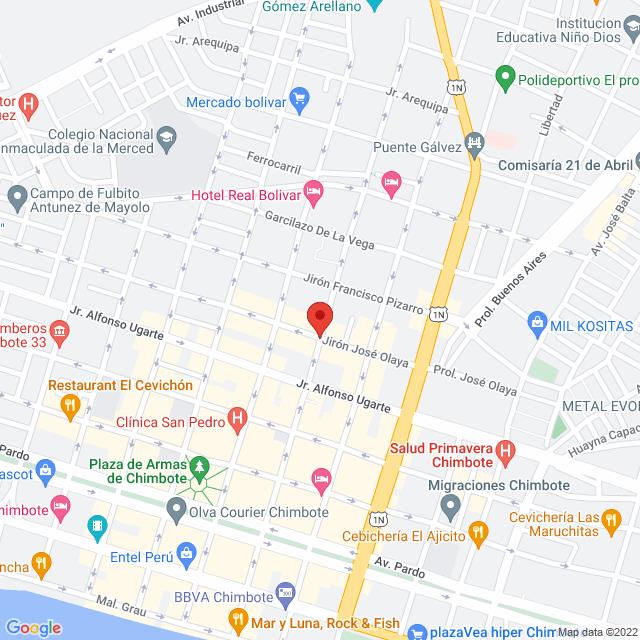 Gómez Arellano
Av. Industrial
Institucion
Educativa Niño Dios
Jr. Arequipa
Polideportivo El pro
Mercado bolivar
1N
Jr. Arequipa
Libertad
tor
uez
Colegio Nacional
nmaculada de la Merced
Puente Gálvez
Ferrocarril
Comisaría 21 de Abril
Hotel Real Bolivar
Campo de Fulbito
Antunez de Mayolo
Garcilazo De La Vega
Av. José Balta
"
Prol. Buenos Aires
Jirón Francisco Pizarro
1N
Jr. Alfonso Ugarte
MIL KOSITAS
mberos
bote 33
Jirón José Olaya
Prol. José Olaya
Restaurant El Cevichón
Jr. Alfonso Ugarte
METAL EVOL
Clínica San Pedro
Huayna Capac
Pardo
Salud Primavera
Chimbote
Plaza de Armas
de Chimbote
ascot
Migraciones Chimbote
himbote
Olva Courier Chimbote
1N
Cevichería Las
Maruchitas
Cebichería El Ajicito
Entel Perú
ncha
Av. Pardo
BBVA Chimbote
Mal. Grau
Mar y Luna, Rock & Fish
plazaVea hiper Chim
Google
Map data ©2022